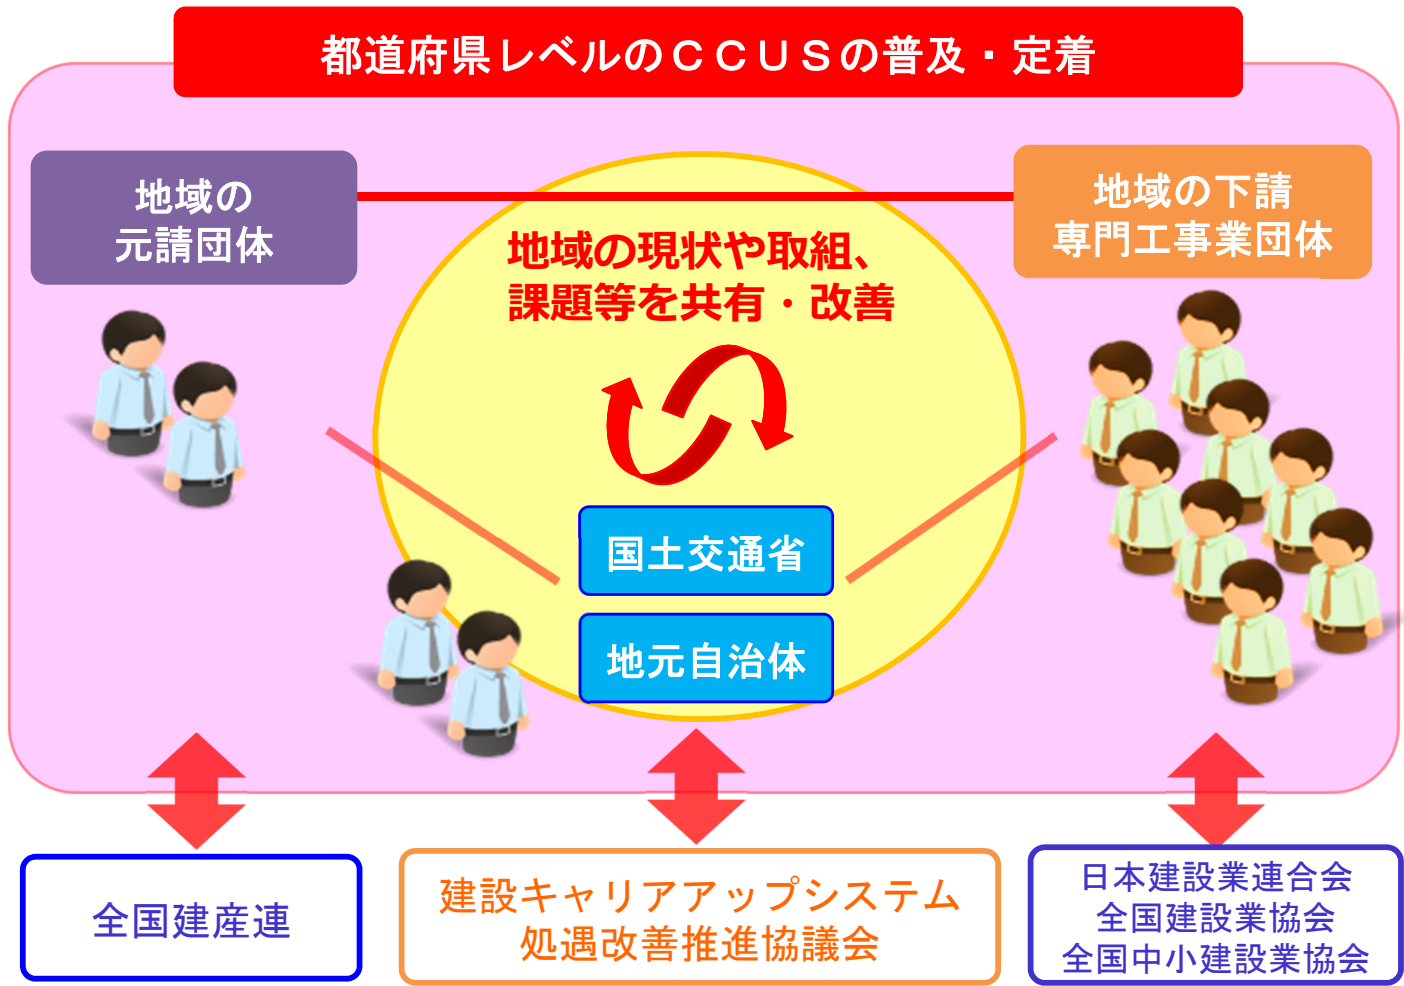 都道府県レベルのＣＣＵＳの普及・定着
地域の
元請団体
地域の下請
専門工事業団体
地域の現状や取組、
課題等を共有・改善
国土交通省
地元自治体
全国建産連
建設キャリアアップシステム
処遇改善推進協議会
日本建設業連合会
全国建設業協会
全国中小建設業協会